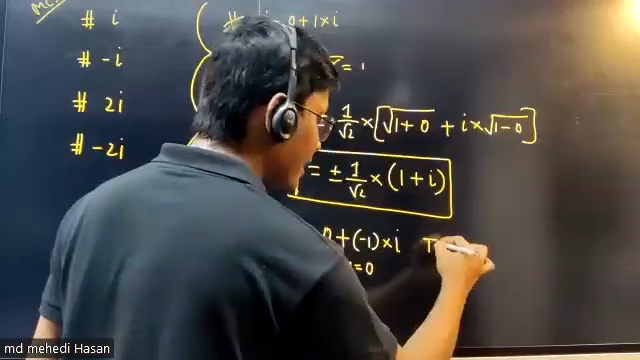 MCQ
# i
# -i
# 2i
# -2i
# i 0+1×i
= 1
1/√2 × [√1+0 + i×√1-0]
= ± 1/√2 × (1+i)
0+(-1)×i
=0
md mehedi Hasan